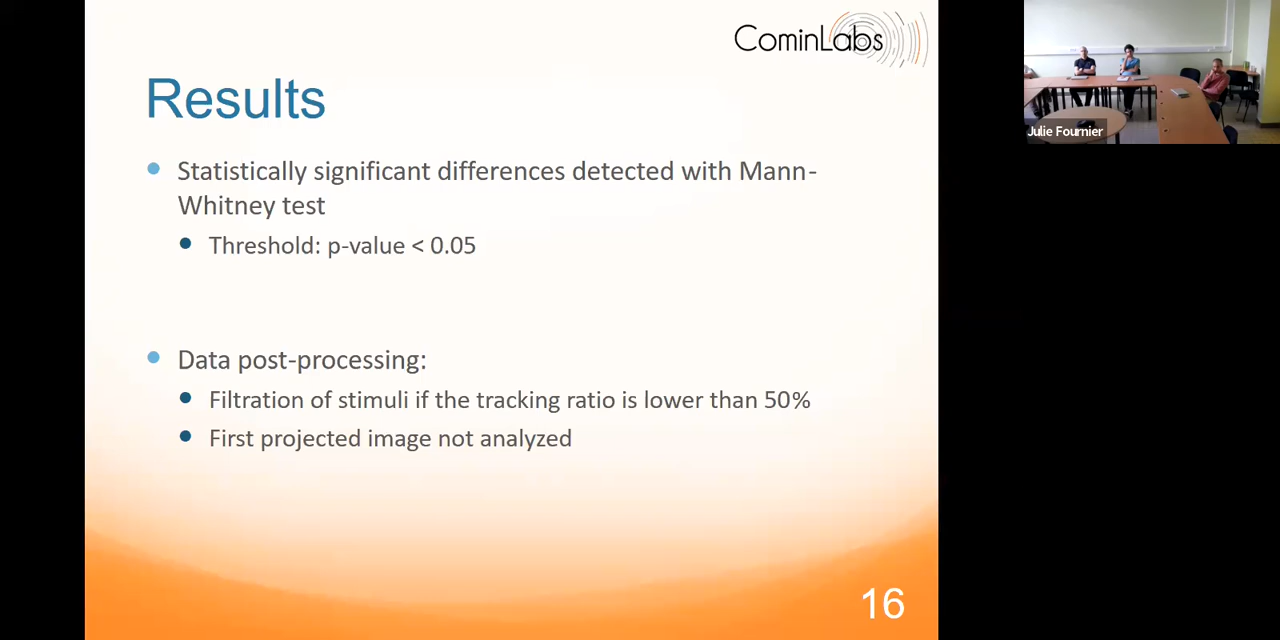 CominLabs
Results
Statistically significant differences detected with Mann-
Whitney test
Threshold: p-value < 0.05
Data post-processing:
Filtration of stimuli if the tracking ratio is lower than 50%
First projected image not analyzed
16
Julie Fournier